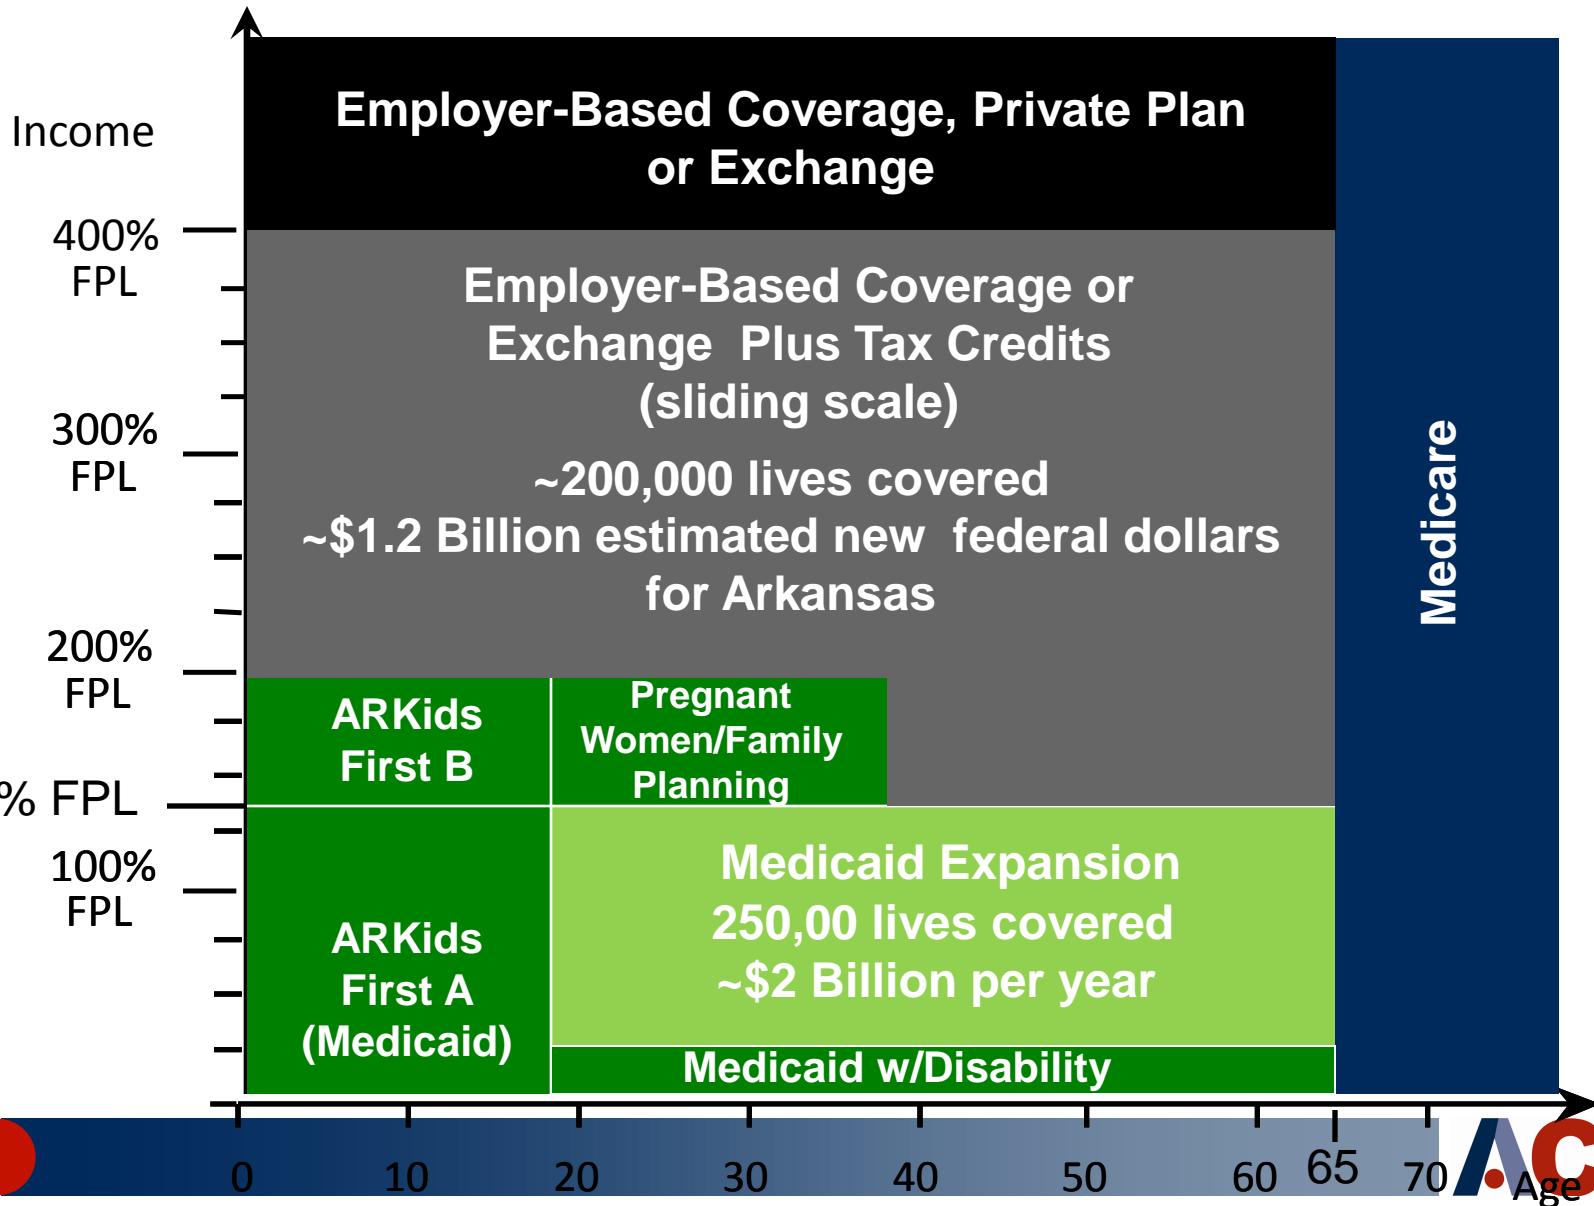 Employer-Based Coverage, Private Plan
or Exchange
Income
400%
FPL
Employer-Based Coverage or
Exchange Plus Tax Credits
(sliding scale)
300%
FPL
~200,000 lives covered
~$1.2 Billion estimated new federal dollars
for Arkansas
Medicare
200%
FPL
ARKids
First B
Pregnant
Women/Family
Planning
% FPL
100%
FPL
Medicaid Expansion
250,00 lives covered
~$2 Billion per year
ARKids
First A
(Medicaid)
Medicaid w/Disability
0 10 20 30 40 50 60 65 70
Age
AC